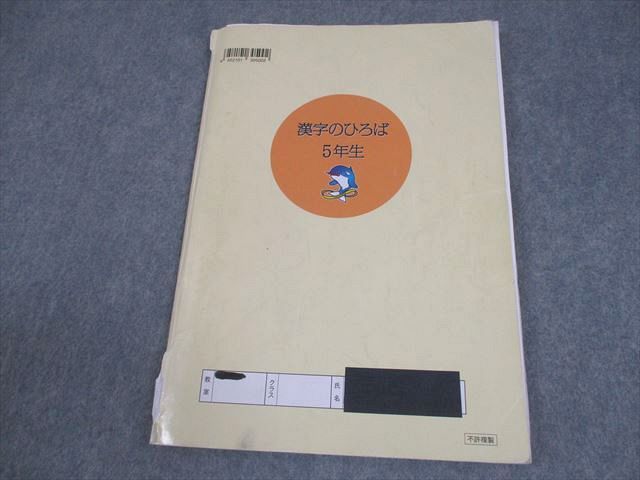 漢字のひろば
5年生
教室
クラス
氏名
不許複製